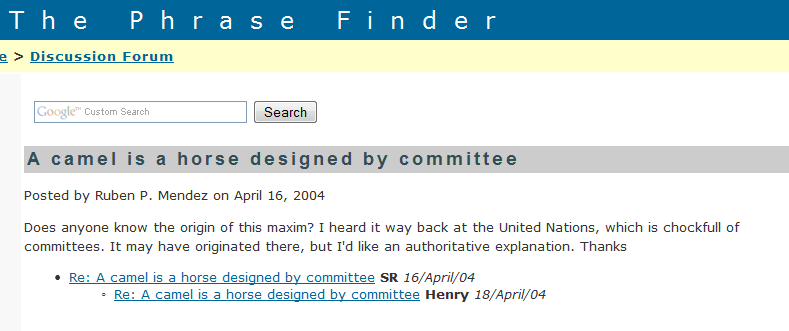 The Phrase Finder
e > Discussion Forum
Google™ Custom Search Search
A camel is a horse designed by committee
Posted by Ruben P. Mendez on April 16, 2004
Does anyone know the origin of this maxim? I heard it way back at the United Nations, which is chockfull of
committees. It may have originated there, but I'd like an authoritative explanation. Thanks
• Re: A camel is a horse designed by committee SR 16/April/04
◦ Re: A camel is a horse designed by committee Henry 18/April/04